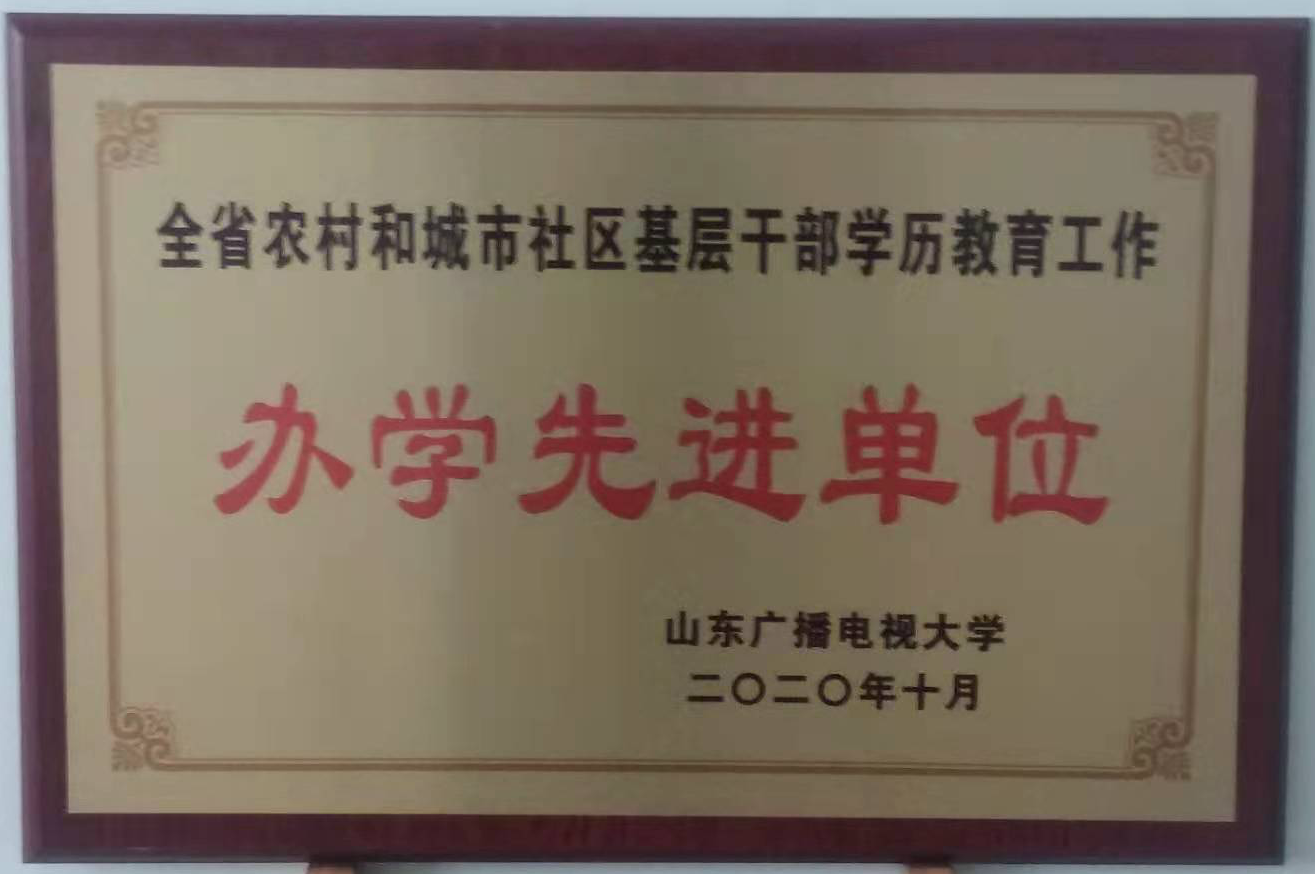 全省农村和城市社区基层干部学历教育工作
办学先进单位
山东广播电视大学
二〇二〇年十月